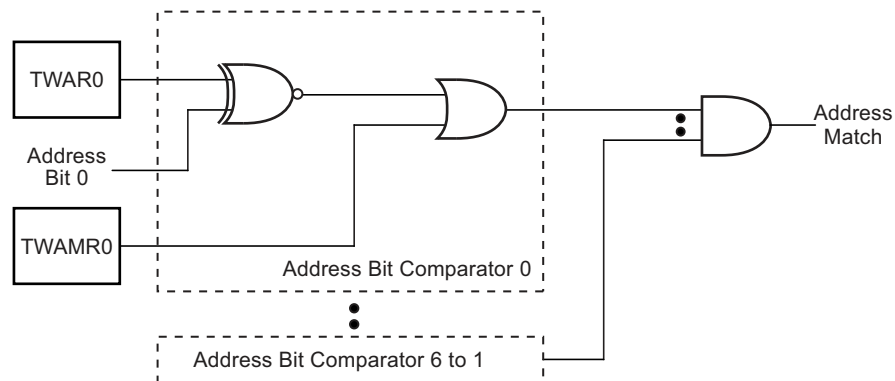 TWAR0
Address
Bit 0
TWAMR0
Address Bit Comparator 0
Address Bit Comparator 6 to 1
Address
Match